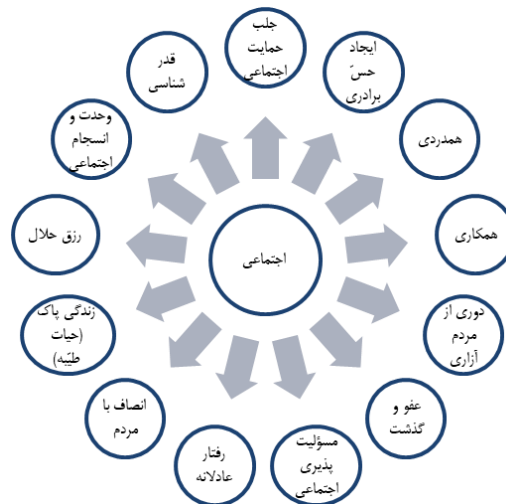 جلب
حمایت
اجتماعی
ایجاد
حسّ
برادری
همدردی
همکاری
دوری از
مردم
آزاری
عفو و
گذشت
مسؤلیت
پذیری
اجتماعی
رفتار
عادلانه
انصاف با
مردم
زندگی پاک
(حیات
طیّبه)
رزق حلال
وحدت و
انسجام
اجتماعی
قدر
شناسی
اجتماعی